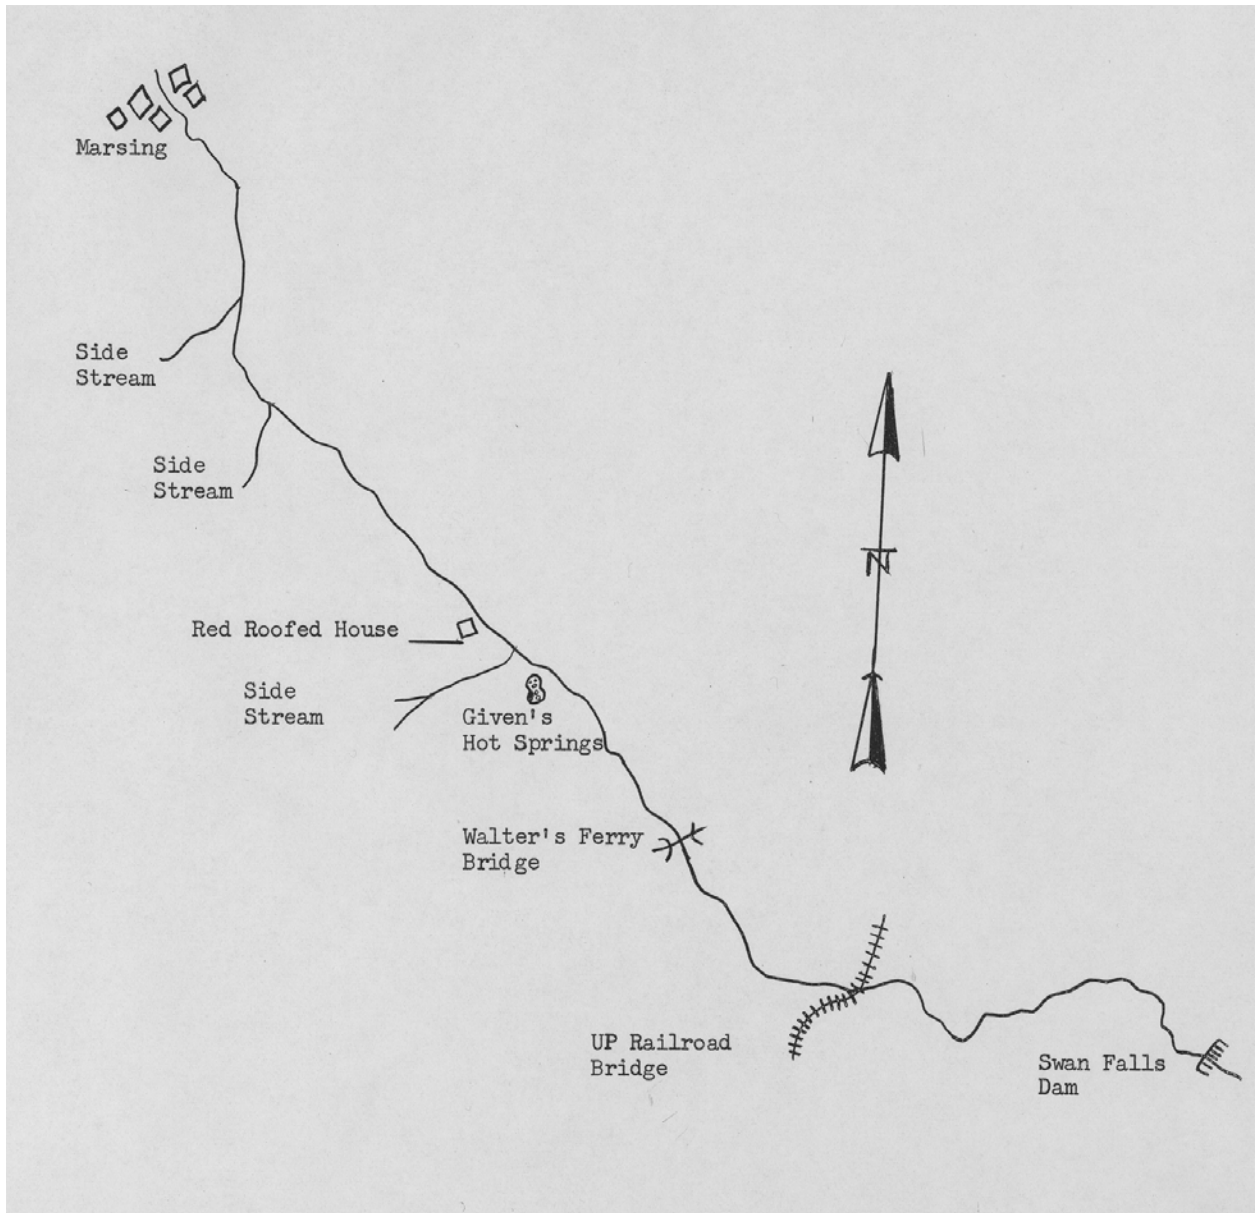 Marsing
Side
Stream
Side
Stream
N
Red Roofed House
Side
Stream
Given's
Hot Springs
Walter's Ferry
Bridge
UP Railroad
Bridge
Swan Falls
Dam